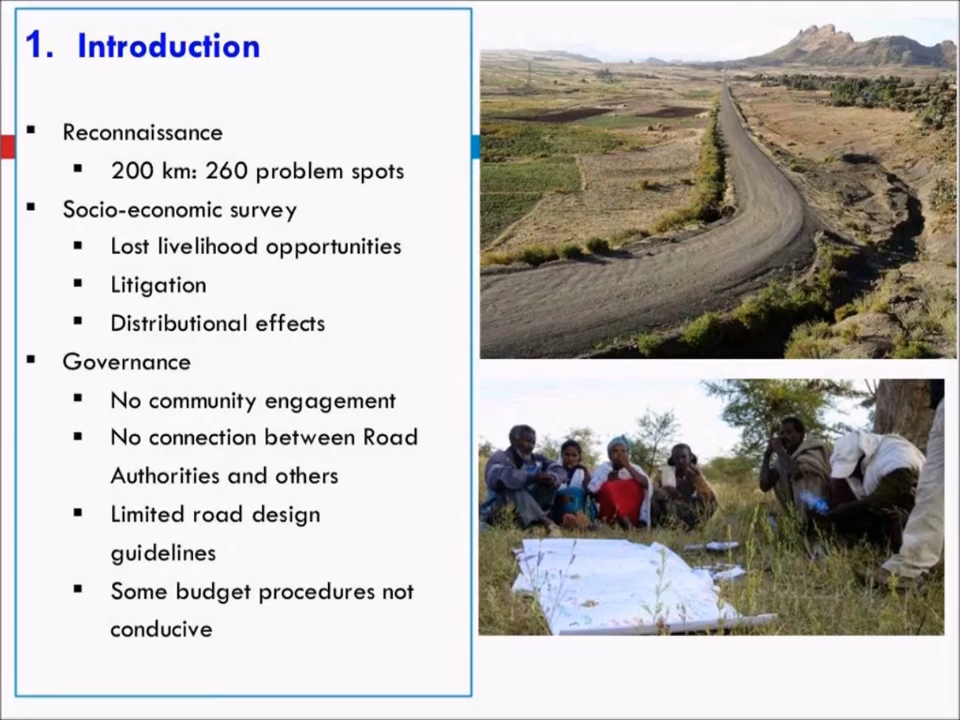 1. Introduction
▪ Reconnaissance
▪ 200 km: 260 problem spots
▪ Socio-economic survey
▪ Lost livelihood opportunities
▪ Litigation
▪ Distributional effects
▪ Governance
▪ No community engagement
▪ No connection between Road
Authorities and others
▪ Limited road design
guidelines
▪ Some budget procedures not
conducive